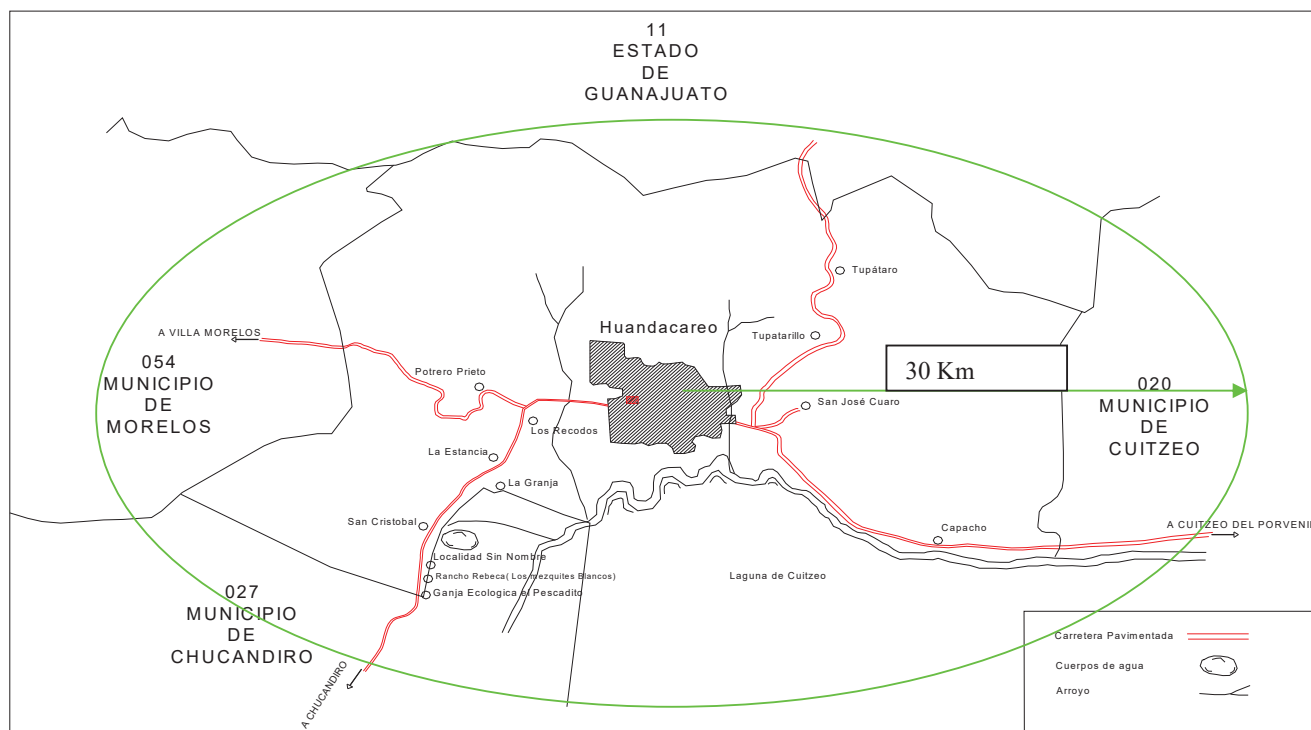 11
ESTADO
DE
GUANAJUATO
Tupátaro
Huandacareo
A VILLA MORELOS
Tupatarillo
054
MUNICIPIO
DE
MORELOS
Potrero Prieto
30 Km
020
MUNICIPIO
DE
CUITZEO
San José Cuaro
Los Recodos
La Estancia
La Granja
San Cristobal
Capacho
A CUITZEO DEL PORVENIR
Localidad Sin Nombre
Rancho Rebeca( Los mezquites Blancos)
Ganja Ecologica el Pescadito
Laguna de Cuitzeo
027
MUNICIPIO
DE
CHUCANDIRO
A CHUCANDIRO
Carretera Pavimentada
Cuerpos de agua
Arroyo